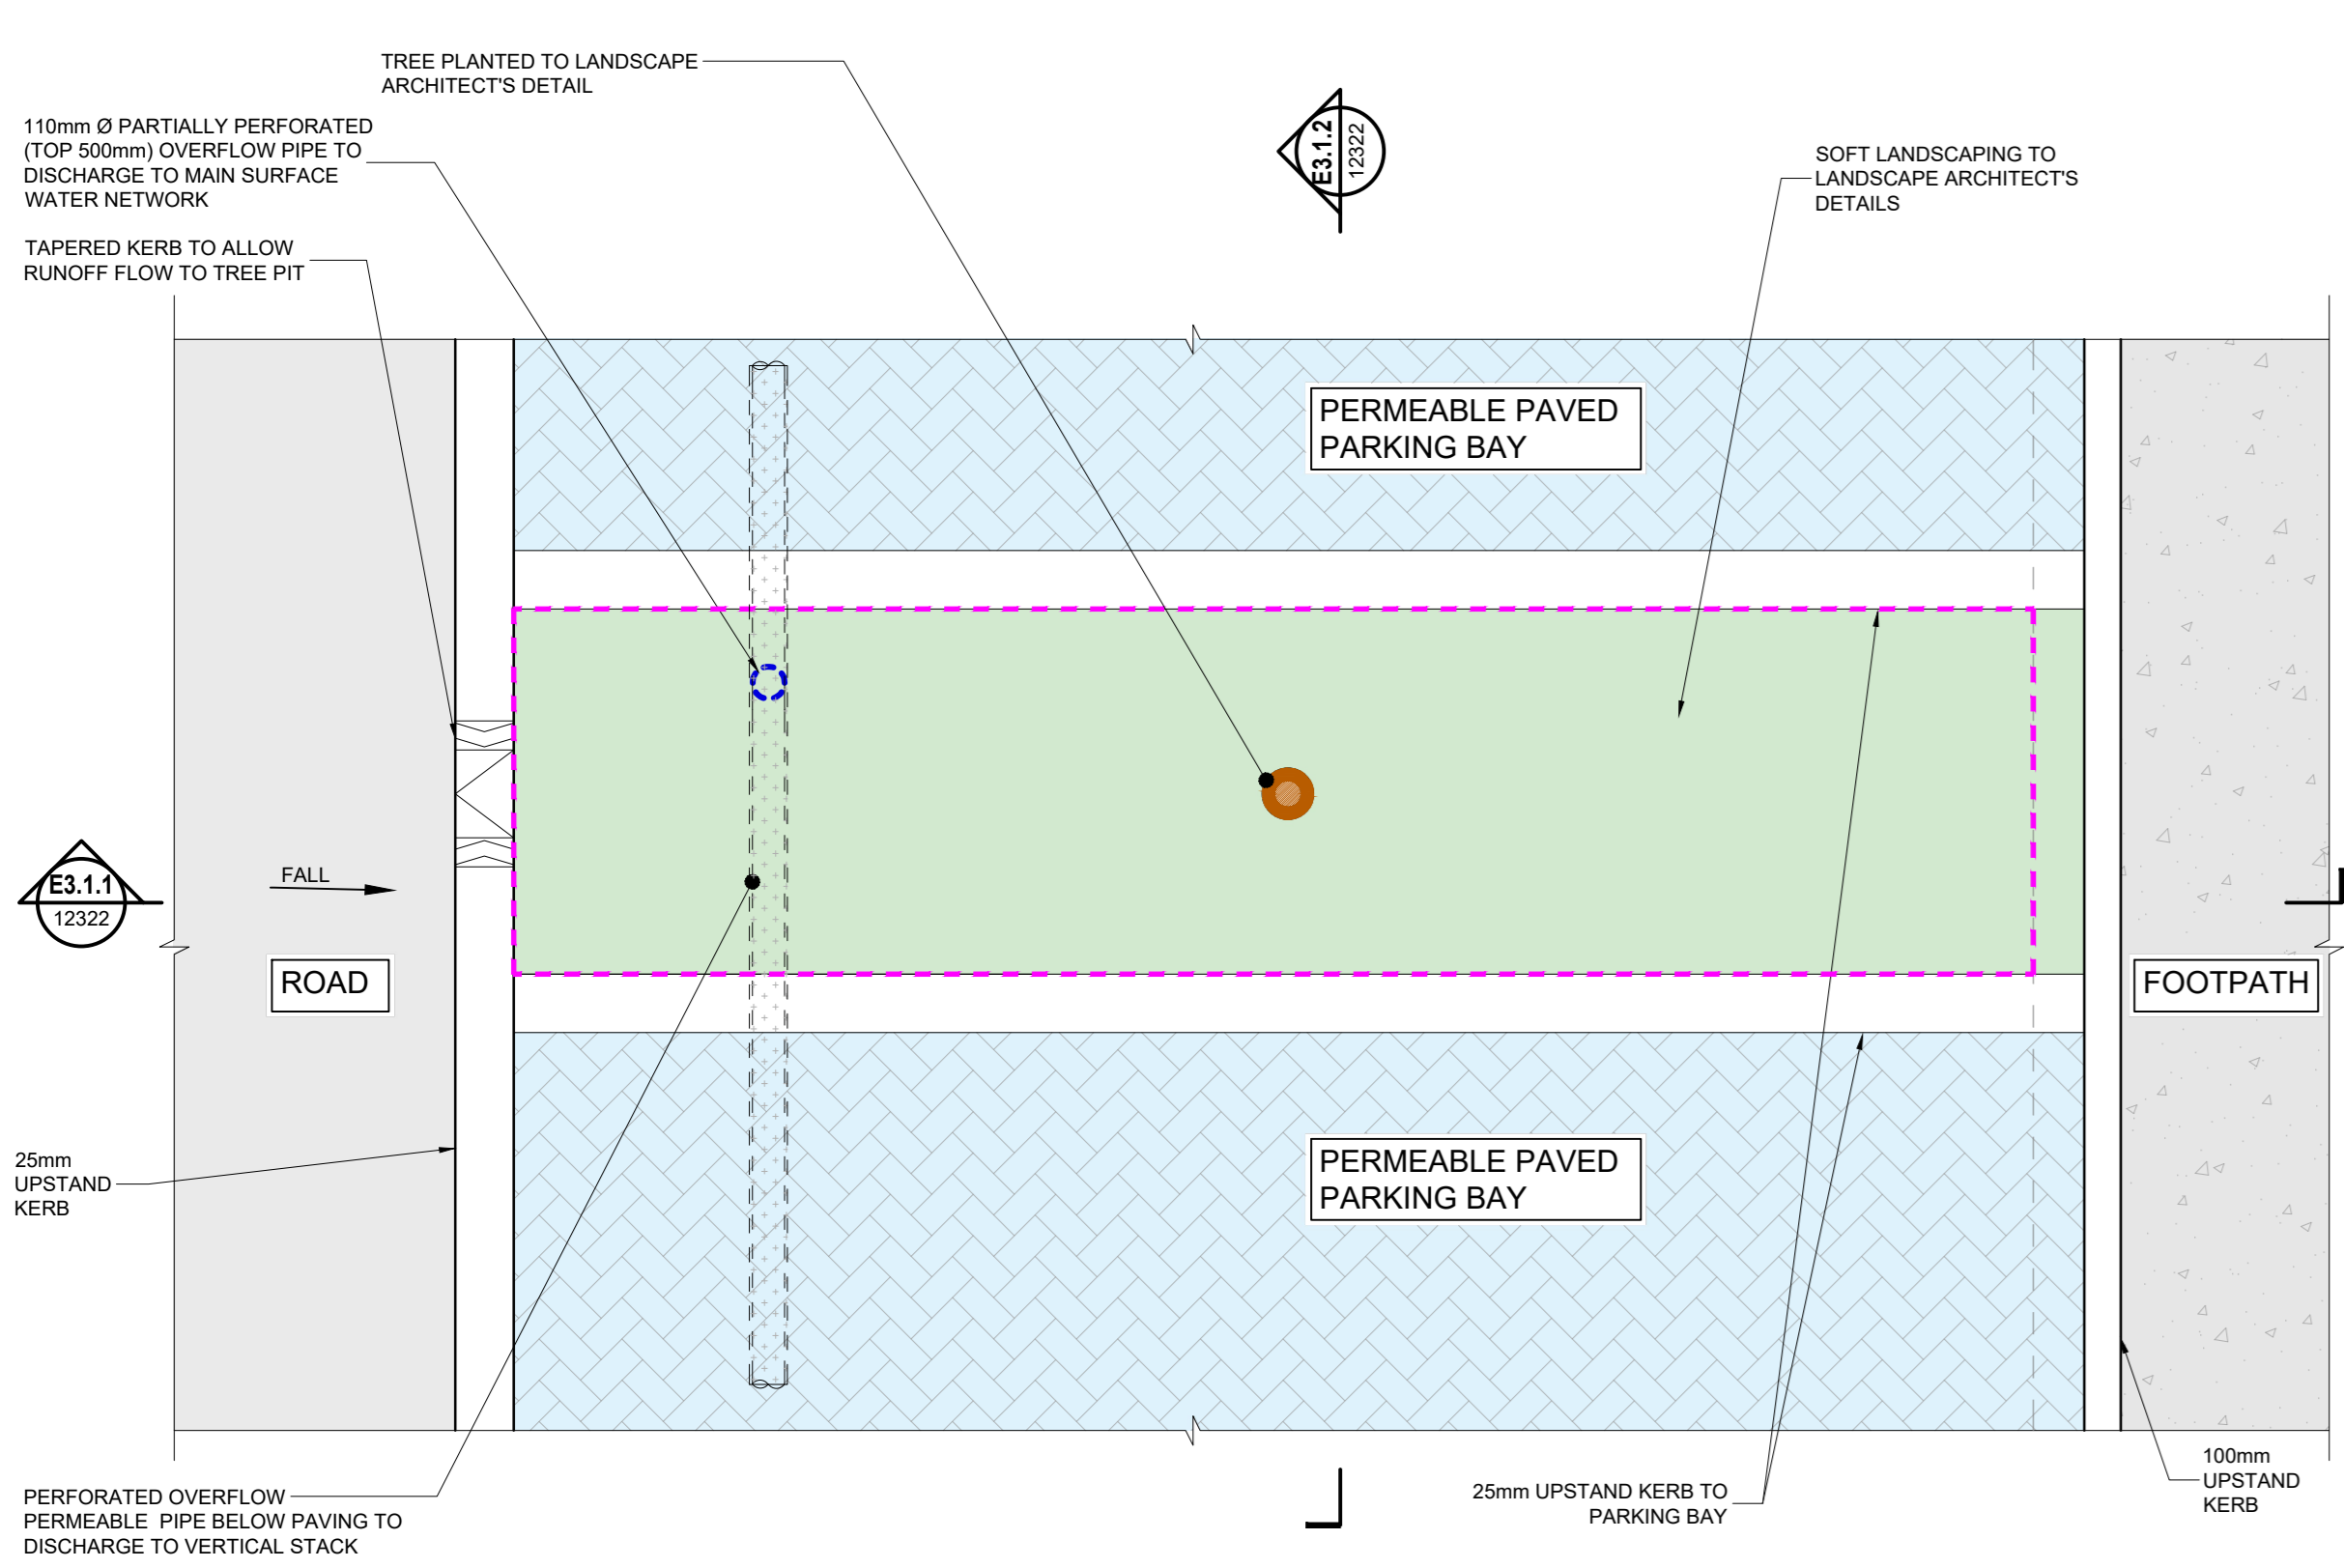 TREE PLANTED TO LANDSCAPE
ARCHITECT'S DETAIL
110mm Ø PARTIALLY PERFORATED
(TOP 500mm) OVERFLOW PIPE TO
DISCHARGE TO MAIN SURFACE
WATER NETWORK
E3.1.2
12322
SOFT LANDSCAPING TO
LANDSCAPE ARCHITECT'S
DETAILS
TAPERED KERB TO ALLOW
RUNOFF FLOW TO TREE PIT
PERMEABLE PAVED
PARKING BAY
E3.1.1
12322
FALL
ROAD
FOOTPATH
PERMEABLE PAVED
PARKING BAY
25mm
UPSTAND
KERB
PERFORATED OVERFLOW
PERMEABLE PIPE BELOW PAVING TO
DISCHARGE TO VERTICAL STACK
25mm UPSTAND KERB TO
PARKING BAY
100mm
UPSTAND
KERB